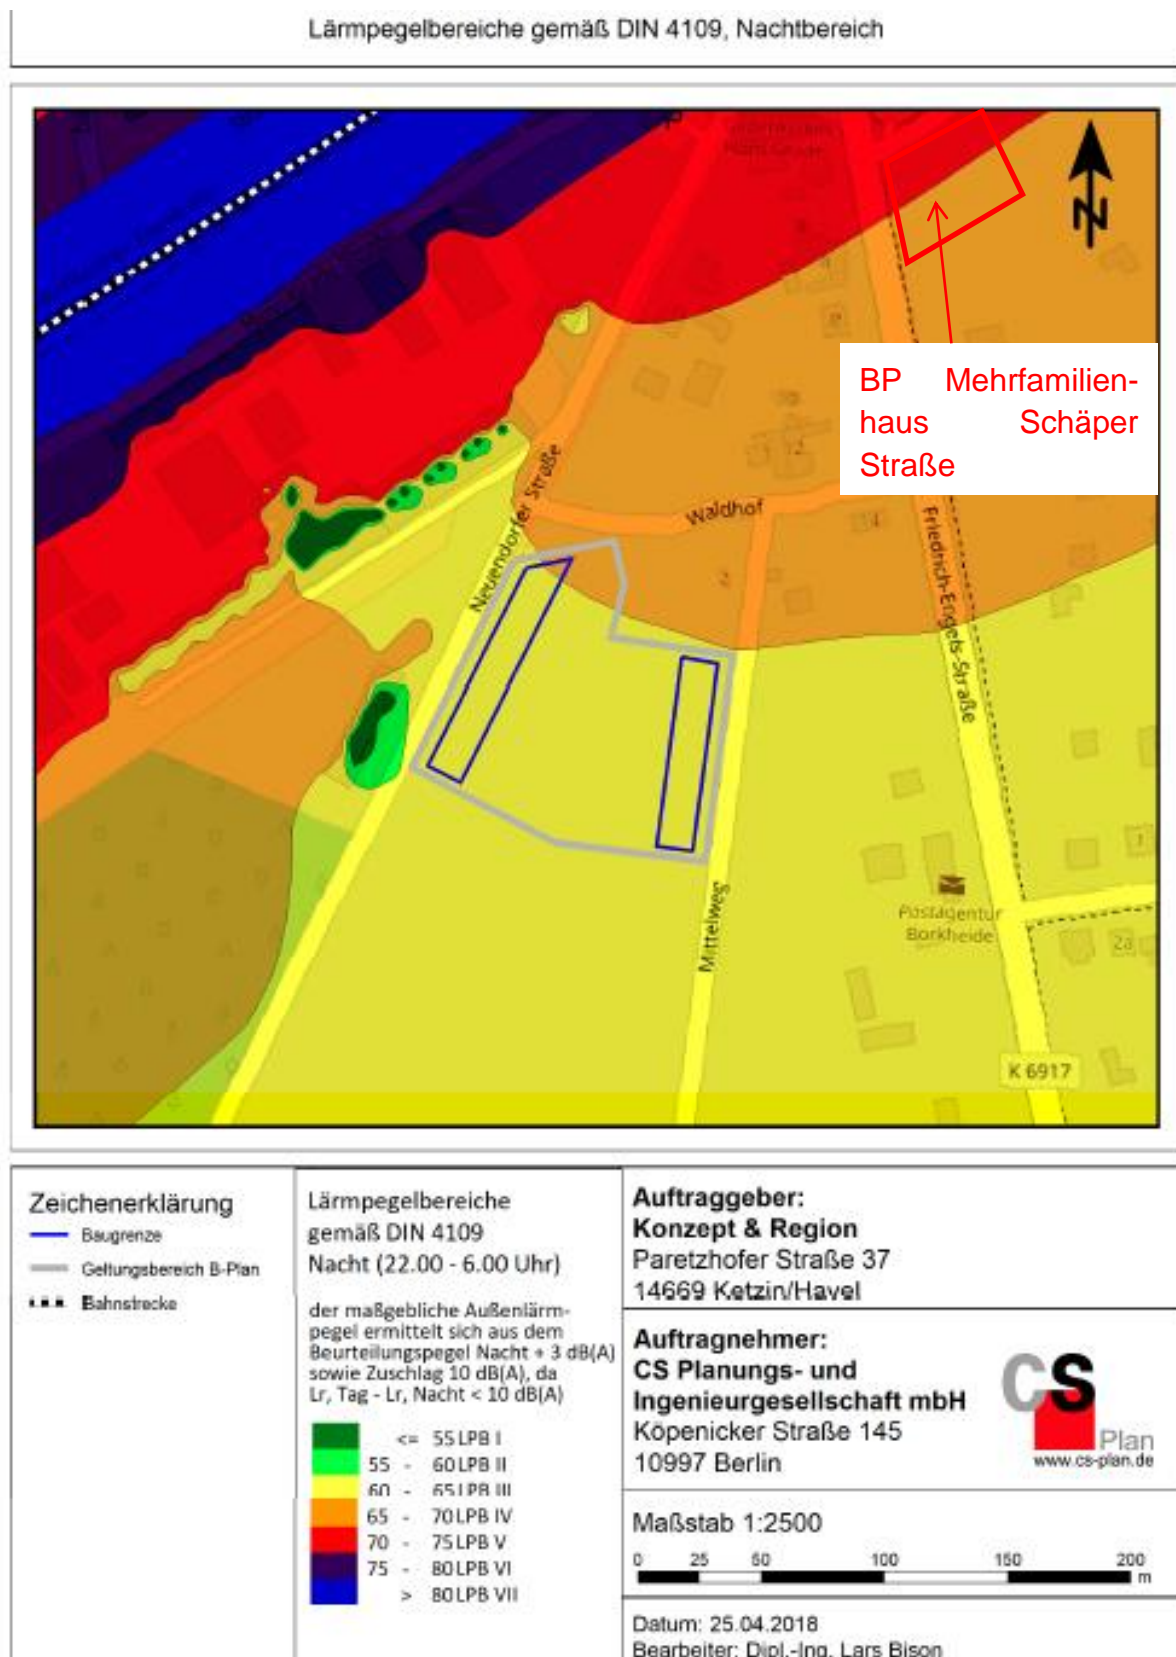 Lärmpegelbereiche gemäß DIN 4109, Nachtbereich
N
BP Mehrfamilien-
haus Schäper
Straße
Neuendorfer Straße
Waldhof
9
12
14
2
Friedrich-Engels-Straße
Mittelweg
Postagentur
Borkheide
1
2a
K 6917
Zeichenerklärung
Baugrenze
Geltungsbereich B-Plan
Bahnstrecke
Lärmpegelbereiche
gemäß DIN 4109
Nacht (22.00 - 6.00 Uhr)
der maßgebliche Außenlärm-
pegel ermittelt sich aus dem
Beurteilungspegel Nacht + 3 dB(A)
sowie Zuschlag 10 dB(A), da
Lr, Tag - Lr, Nacht < 10 dB(A)
<= 55 LPB I
55 - 60 LPB II
60 - 65 LPB III
65 - 70 LPB IV
70 - 75 LPB V
75 - 80 LPB VI
> 80 LPB VII
Auftraggeber:
Konzept & Region
Paretzhofer Straße 37
14669 Ketzin/Havel
Auftragnehmer:
CS Planungs- und
Ingenieurgesellschaft mbH
Köpenicker Straße 145
10997 Berlin
CS
Plan
www.cs-plan.de
Maßstab 1:2500
0 25 50 100 150 200
m
Datum: 25.04.2018
Bearbeiter: Dipl.-Ing. Lars Bison